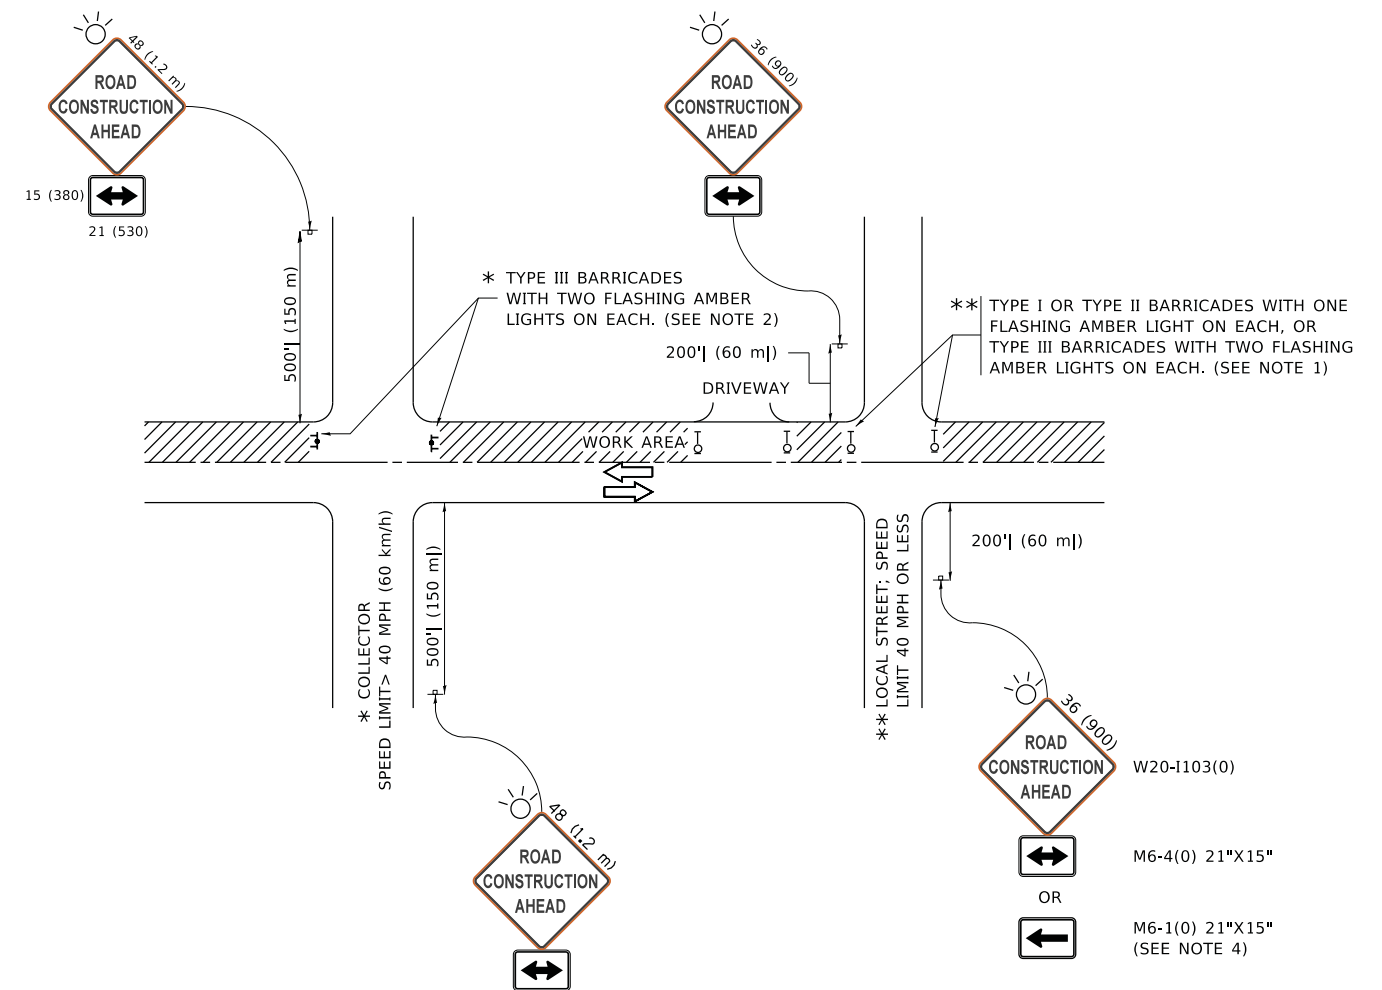 48 (1.2 m)
ROAD
CONSTRUCTION
AHEAD
15 (380)
21 (530)
36 (900)
ROAD
CONSTRUCTION
AHEAD
500'| (150 m)
* TYPE III BARRICADES
WITH TWO FLASHING AMBER
LIGHTS ON EACH. (SEE NOTE 2)
200'| (60 m|)
DRIVEWAY
** TYPE I OR TYPE II BARRICADES WITH ONE
FLASHING AMBER LIGHT ON EACH, OR
TYPE III BARRICADES WITH TWO FLASHING
AMBER LIGHTS ON EACH. (SEE NOTE 1)
WORK AREA
* COLLECTOR
SPEED LIMIT> 40 MPH (60 km/h)
500'| (150 m|)
** LOCAL STREET; SPEED
LIMIT 40 MPH OR LESS
200'| (60 m|)
48 (1.2 m)
ROAD
CONSTRUCTION
AHEAD
36 (900)
ROAD
CONSTRUCTION
AHEAD
W20-I103(0)
M6-4(0) 21"X15"
OR
M6-1(0) 21"X15"
(SEE NOTE 4)